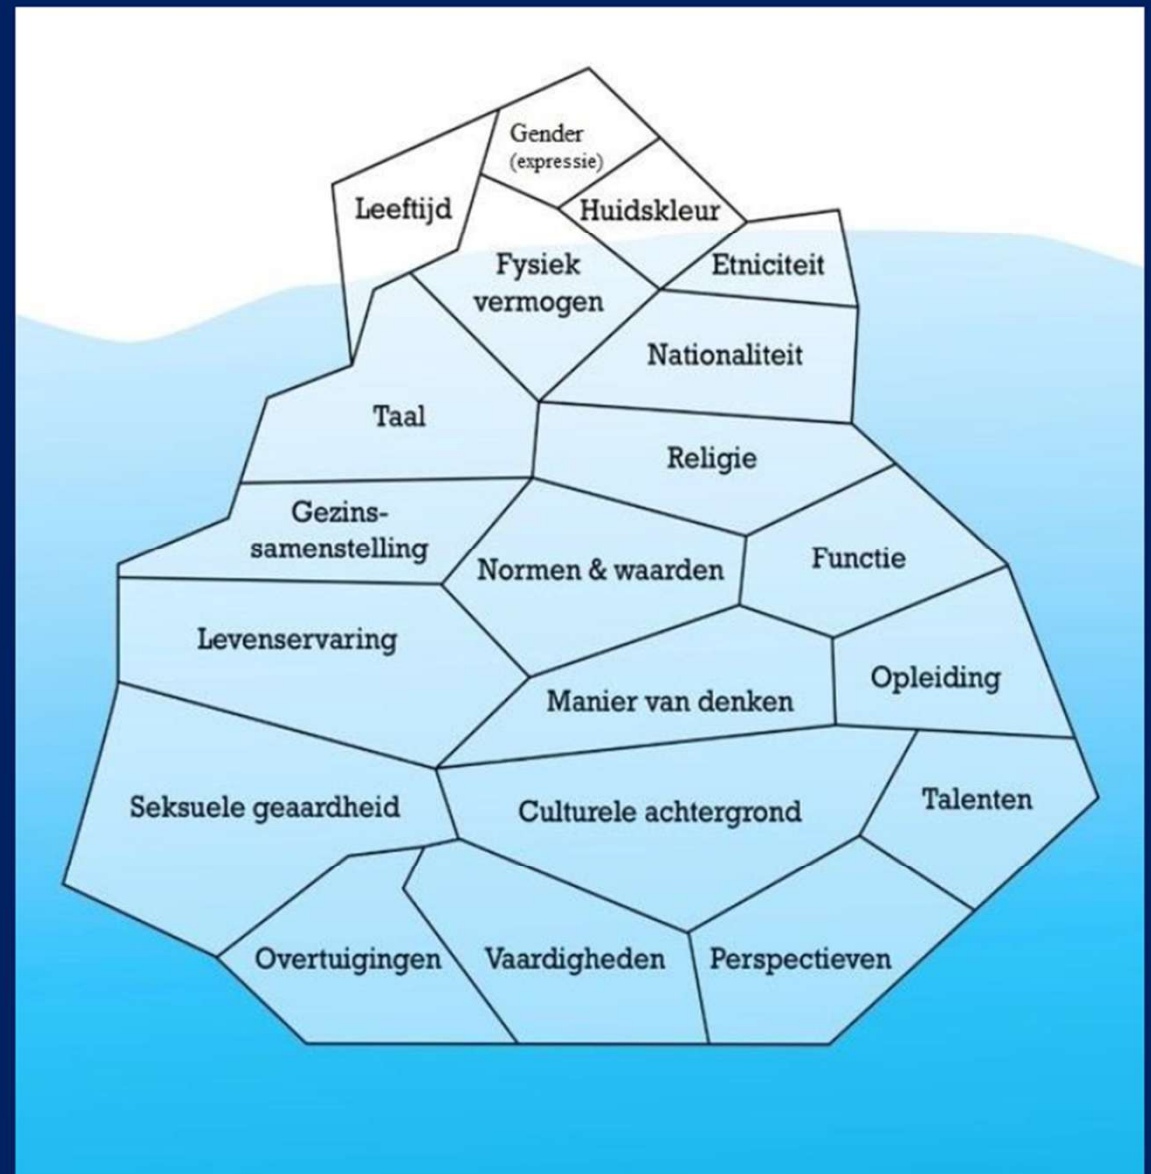 Gender
(expressie)
Leeftijd
Huidskleur
Fysiek
vermogen
Etniciteit
Nationaliteit
Taal
Religie
Gezins-
samenstelling
Normen & waarden
Functie
Levenservaring
Manier van denken
Opleiding
Seksuele geaardheid
Culturele achtergrond
Talenten
Overtuigingen
Vaardigheden
Perspectieven